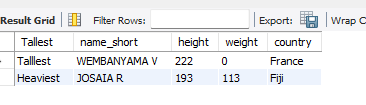 Result Grid Filter Rows: Export: Wrap C
Tallest name_short height weight country
Talllest WEMBANYAMA V 222 0 France
Heaviest JOSAIA R 193 113 Fiji